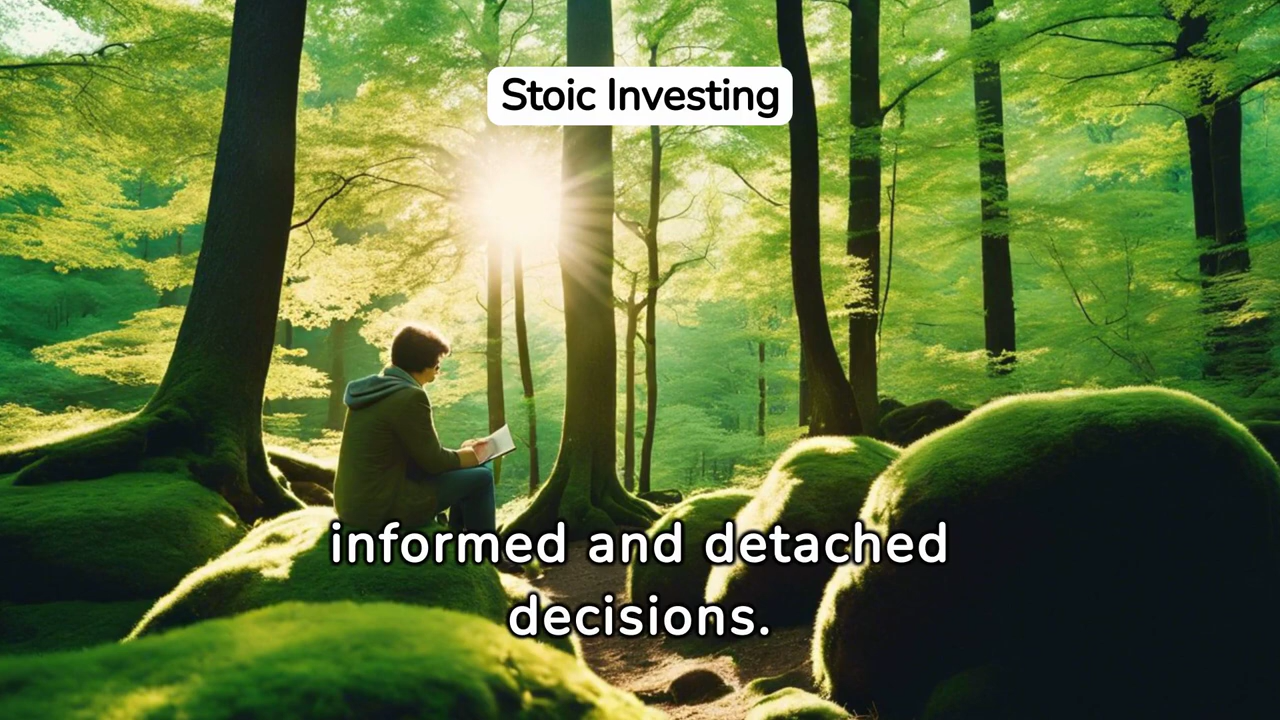 Stoic Investing
informed and detached
decisions.